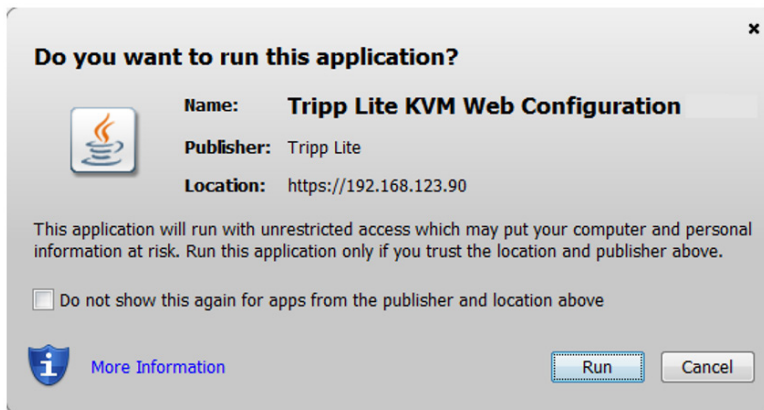 Do you want to run this application?
Name: Tripp Lite KVM Web Configuration
Publisher: Tripp Lite
Location: https://192.168.123.90
This application will run with unrestricted access which may put your computer and personal
information at risk. Run this application only if you trust the location and publisher above.
Do not show this again for apps from the publisher and location above
More Information Run Cancel